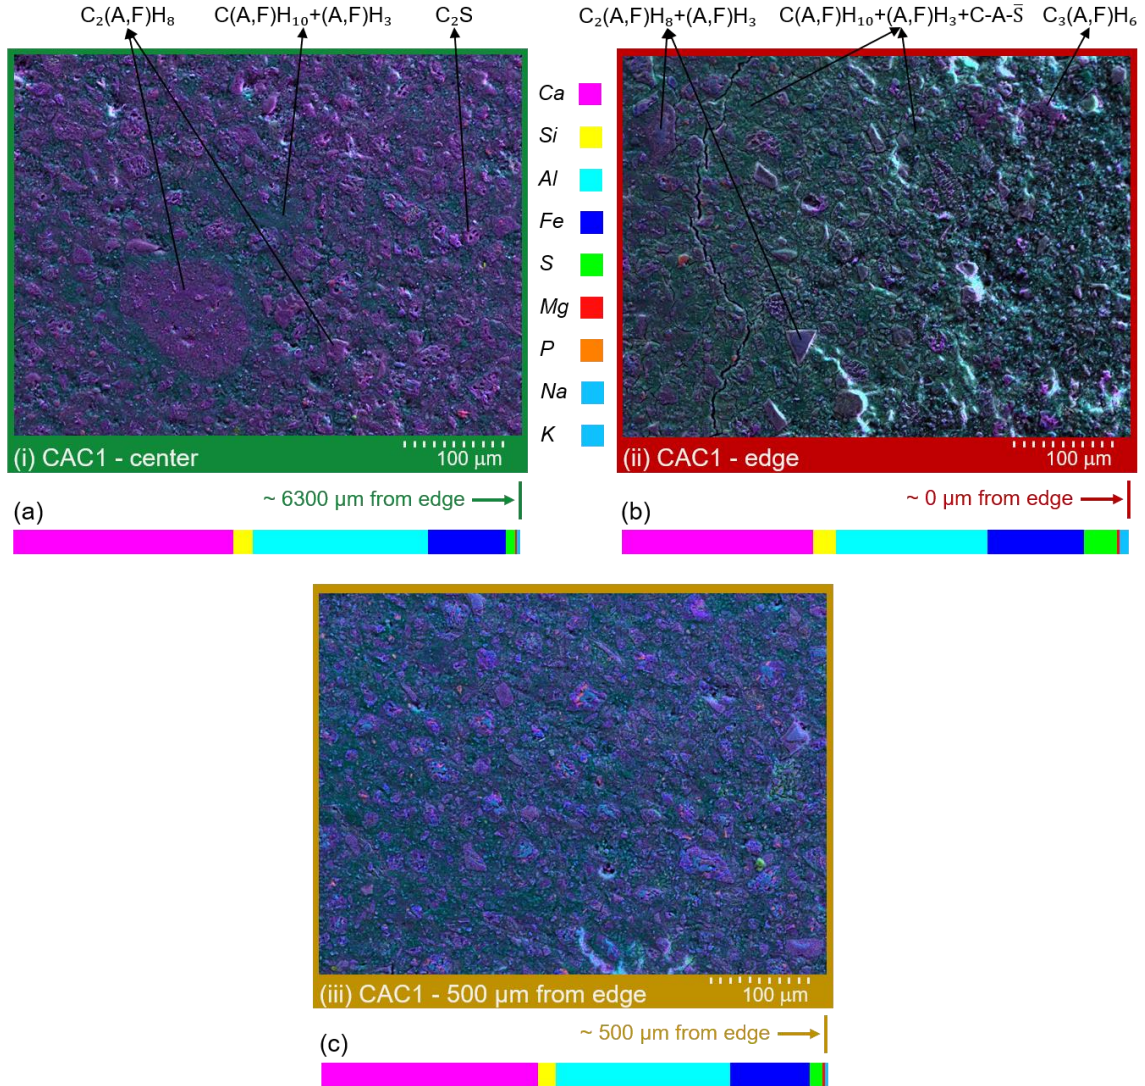 C₂(A,F)H₈
C(A,F)H₁₀+(A,F)H₃
C₂S
C₂(A,F)H₈+(A,F)H₃
C(A,F)H₁₀+(A,F)H₃+C-A-S̄
C₃(A,F)H₆
Ca
Si
Al
Fe
S
Mg
P
Na
K
(i) CAC1 - center
100 μm
(ii) CAC1 - edge
100 μm
~ 6300 μm from edge
(a)
~ 0 μm from edge
(b)
(iii) CAC1 - 500 μm from edge
100 μm
~ 500 μm from edge
(c)